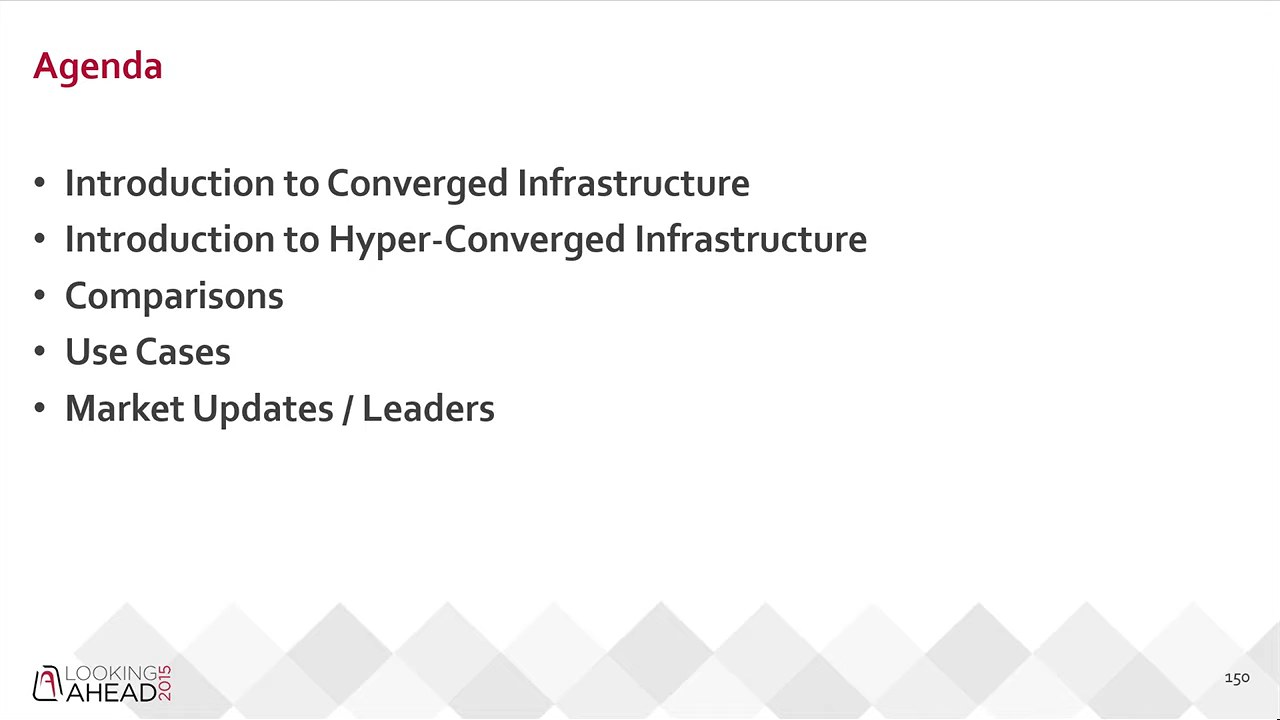 Agenda
• Introduction to Converged Infrastructure
• Introduction to Hyper-Converged Infrastructure
• Comparisons
• Use Cases
• Market Updates / Leaders
LOOKING
AHEAD
2015
150